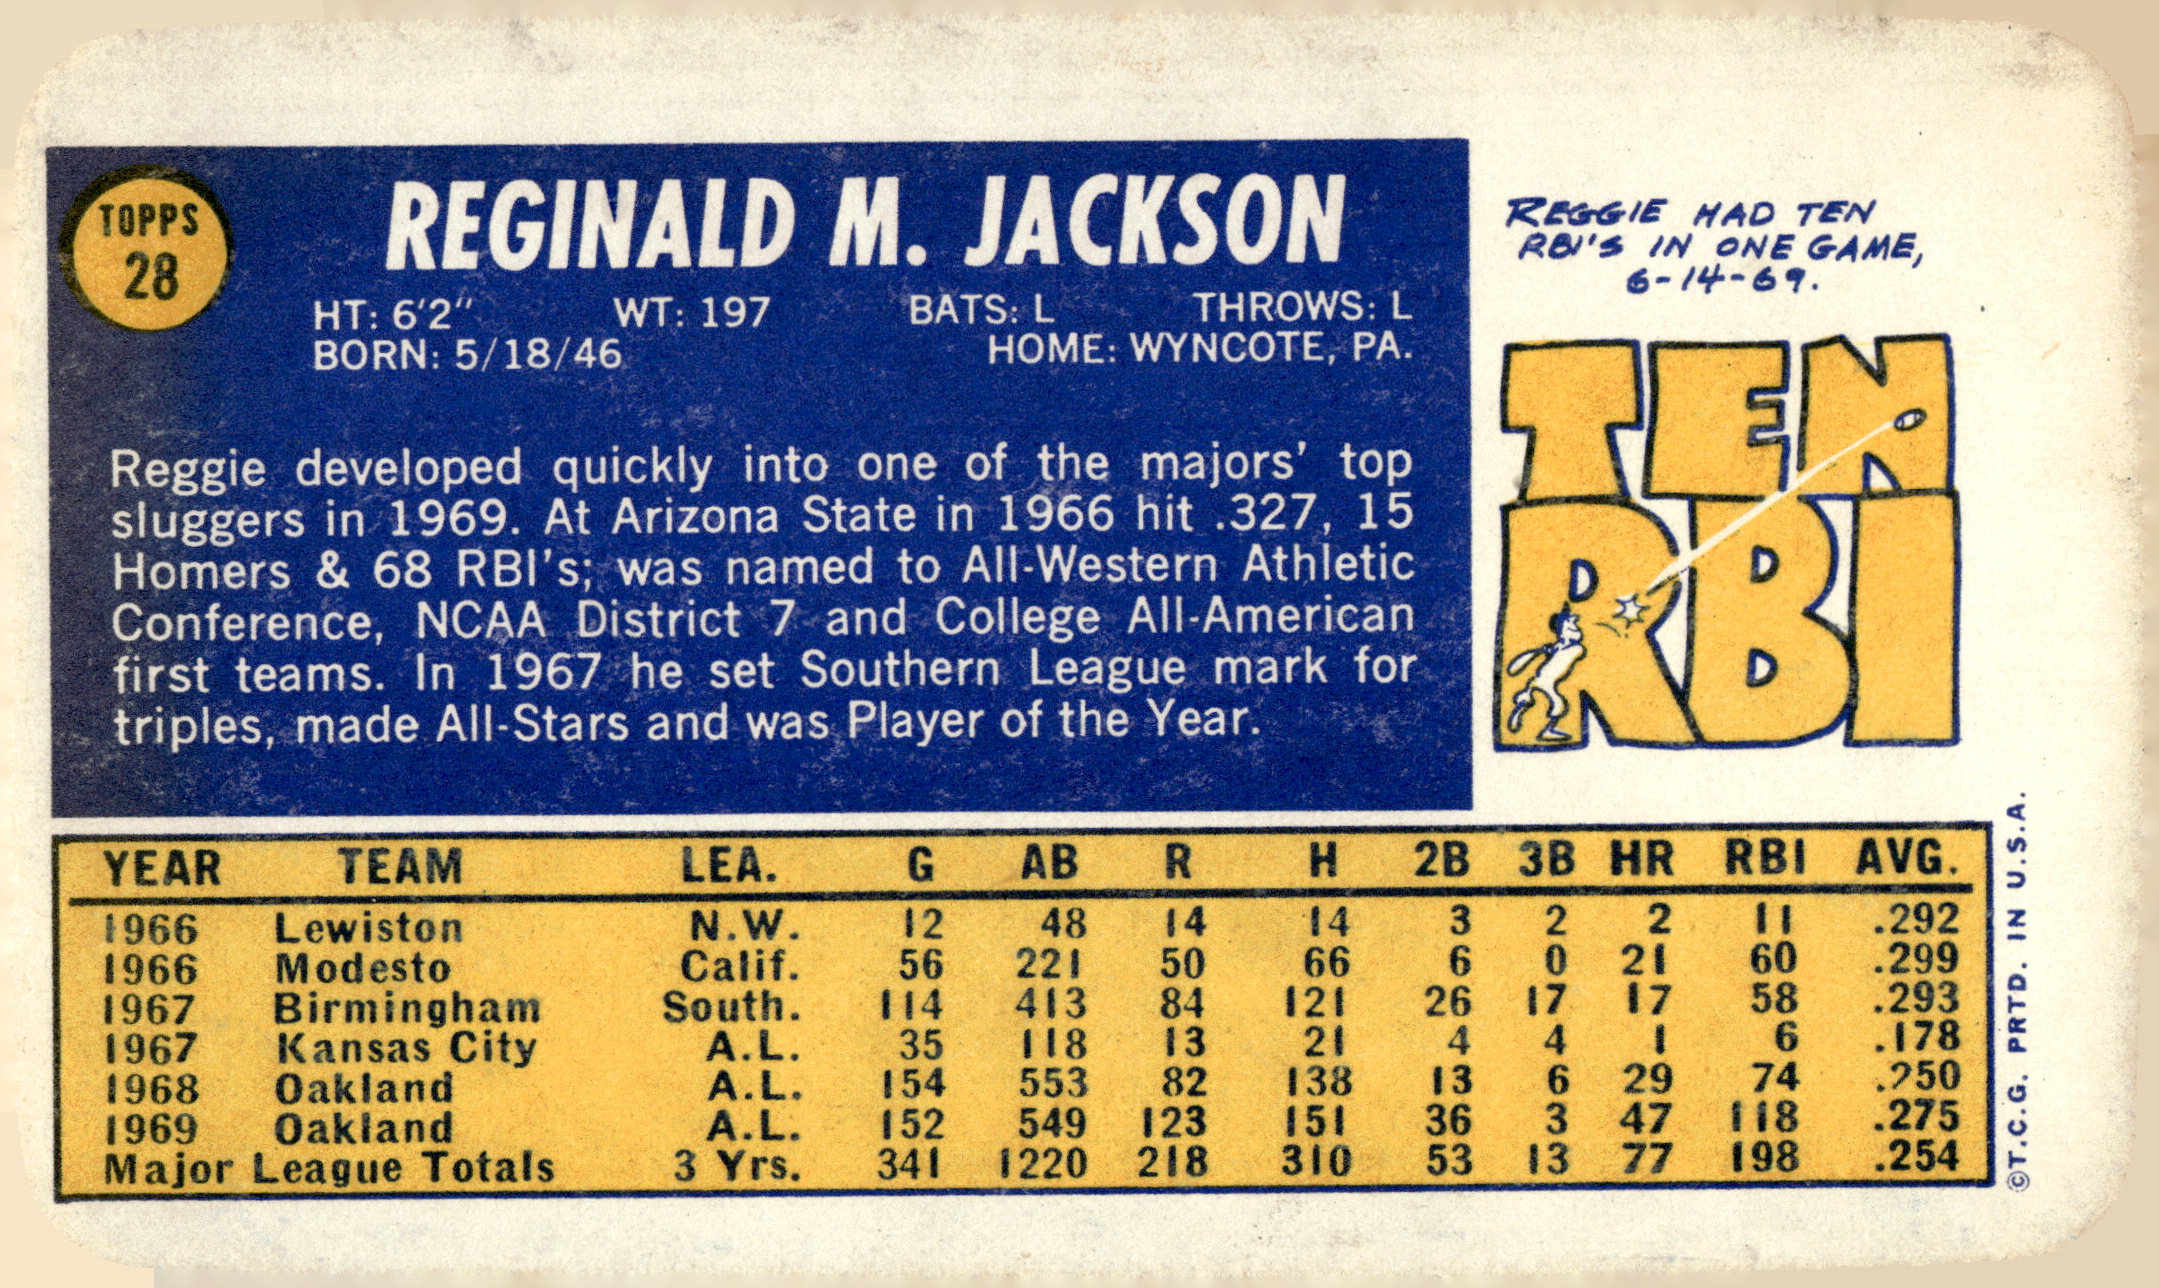 TOPPS
28
REGINALD M. JACKSON
HT: 6'2" WT: 197 BATS: L THROWS: L
BORN: 5/18/46 HOME: WYNCOTE, PA.
Reggie developed quickly into one of the majors' top
sluggers in 1969. At Arizona State in 1966 hit .327, 15
Homers & 68 RBI's; was named to All-Western Athletic
Conference, NCAA District 7 and College All-American
first teams. In 1967 he set Southern League mark for
triples, made All-Stars and was Player of the Year.
REGGIE HAD TEN
RBI'S IN ONE GAME,
6-14-69.
TEN
RBI
YEAR TEAM LEA. G AB R H 2B 3B HR RBI AVG.
1966 Lewiston N.W. 12 48 14 14 3 2 2 11 .292
1966 Modesto Calif. 56 221 50 66 6 0 21 60 .299
1967 Birmingham South. 114 413 84 121 26 17 17 58 .293
1967 Kansas City A.L. 35 118 13 21 4 4 1 6 .178
1968 Oakland A.L. 154 553 82 138 13 6 29 74 .250
1969 Oakland A.L. 152 549 123 151 36 3 47 118 .275
Major League Totals 3 Yrs. 341 1220 218 310 53 13 77 198 .254
©T.C.G. PRTD. IN U.S.A.